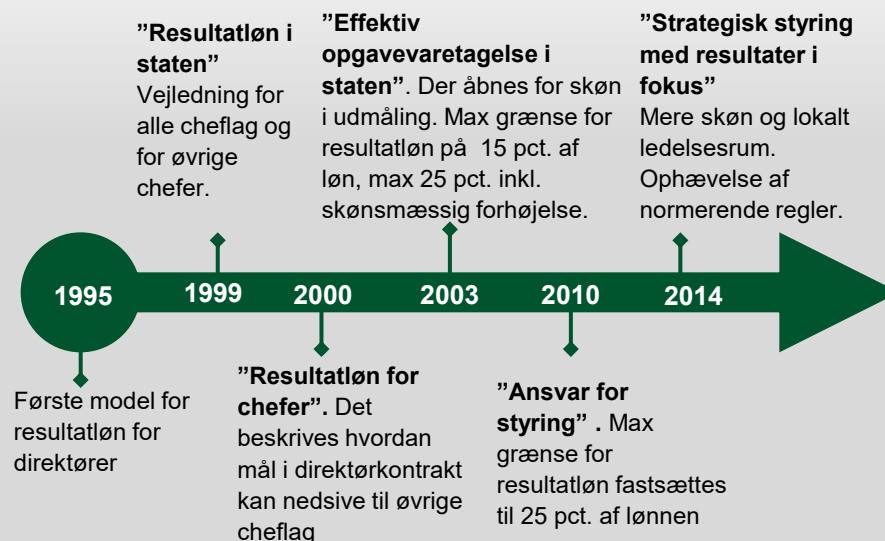 ”Resultatløn i
staten”
Vejledning for
alle cheflag og
for øvrige
chefer.
”Effektiv
opgavevaretagelse i
staten”. Der åbnes for skøn
i udmåling. Max grænse for
resultatløn på 15 pct. af
løn, max 25 pct. inkl.
skønsmæssig forhøjelse.
”Strategisk styring
med resultater i
fokus”
Mere skøn og lokalt
ledelsesrum.
Ophævelse af
normerende regler.
1995
1999
2000
2003
2010
2014
Første model for
resultatløn for
direktører
”Resultatløn for
chefer”. Det
beskrives hvordan
mål i direktørkontrakt
kan nedsive til øvrige
cheflag
”Ansvar for
styring” . Max
grænse for
resultatløn fastsættes
til 25 pct. af lønnen